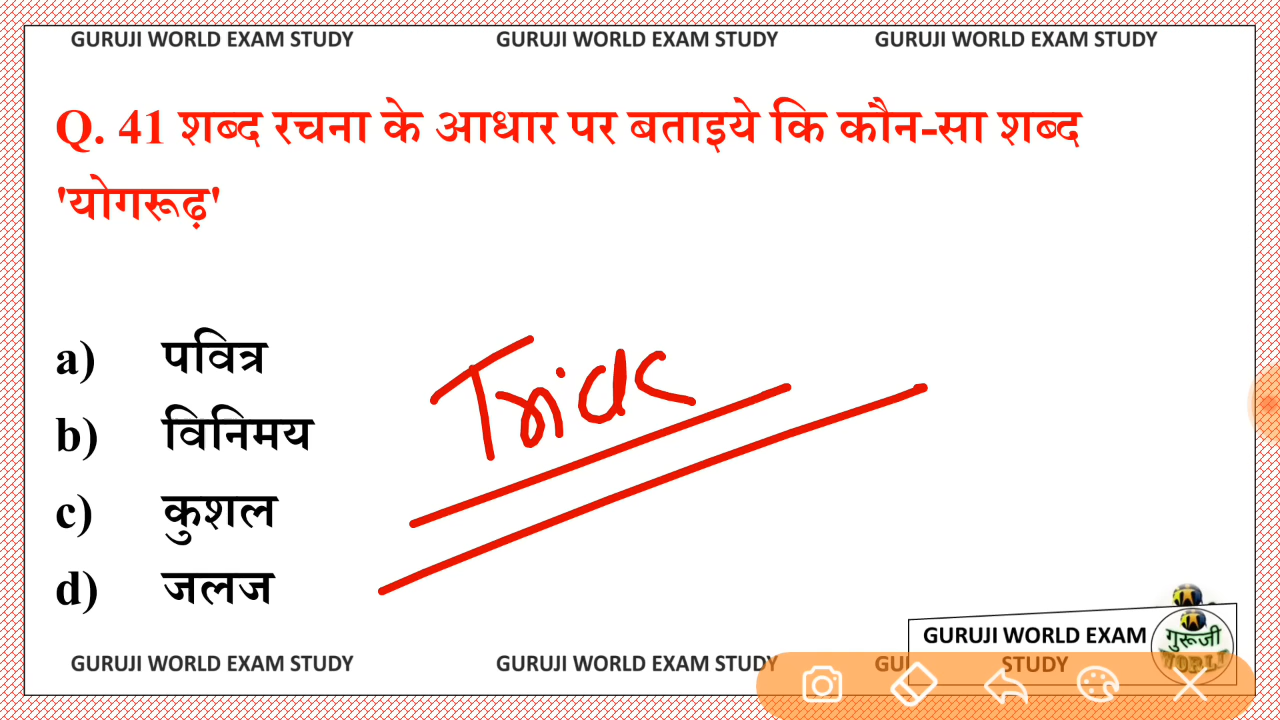 GURUJI WORLD EXAM STUDY GURUJI WORLD EXAM STUDY GURUJI WORLD EXAM STUDY
Q. 41 शब्द रचना के आधार पर बताइये कि कौन-सा शब्द
'योगरूढ़'
a) पवित्र
Trick
b) विनिमय
c) कुशल
d) जलज
GURUJI WORLD EXAM
STUDY
गुरूजी
WORLD
GURUJI WORLD EXAM STUDY GURUJI WORLD EXAM STUDY GU